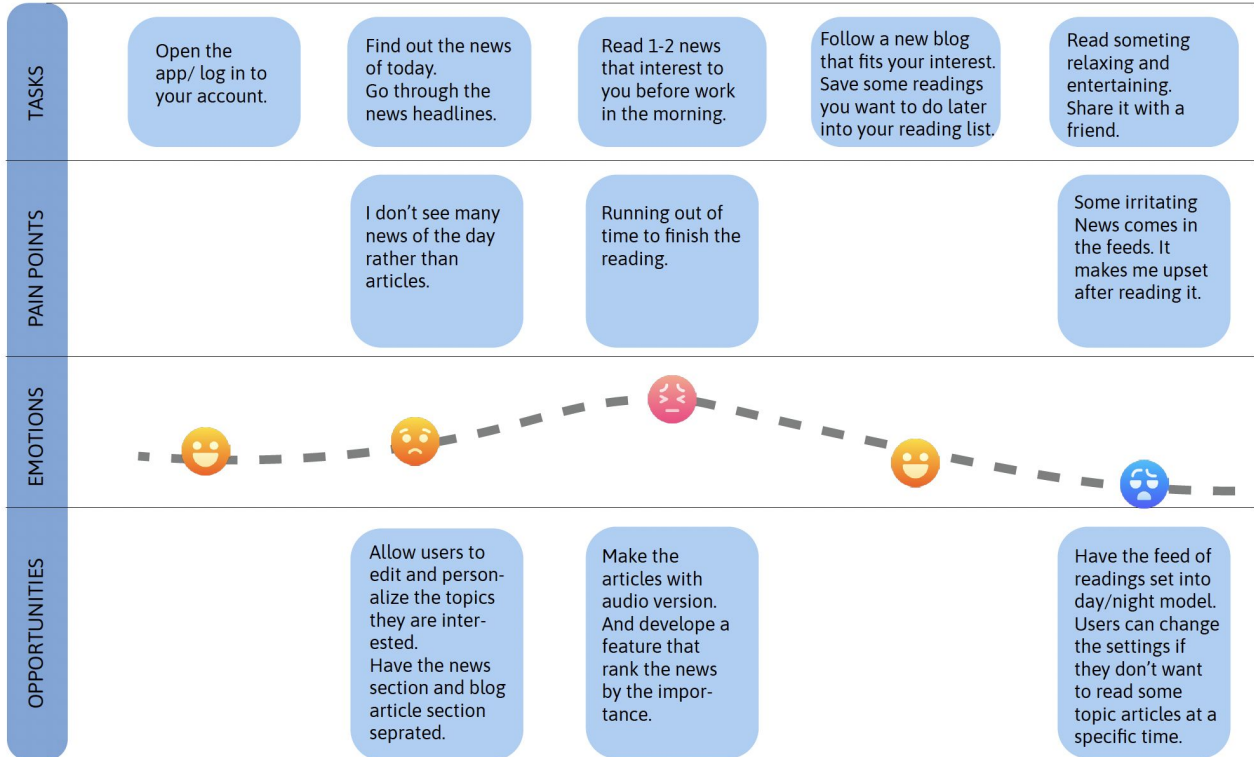 TASKS
Open the
app/ log in to
your account.
Find out the news
of today.
Go through the
news headlines.
Read 1-2 news
that interest to
you before work
in the morning.
Follow a new blog
that fits your interest.
Save some readings
you want to do later
into your reading list.
Read someting
relaxing and
entertaining.
Share it with a
friend.
PAIN POINTS
I don’t see many
news of the day
rather than
articles.
Running out of
time to finish the
reading.
Some irritating
News comes in
the feeds. It
makes me upset
after reading it.
EMOTIONS
OPPORTUNITIES
Allow users to
edit and person-
alize the topics
they are inter-
ested.
Have the news
section and blog
article section
seprated.
Make the
articles with
audio version.
And develope a
feature that
rank the news
by the impor-
tance.
Have the feed of
readings set into
day/night model.
Users can change
the settings if
they don’t want
to read some
topic articles at a
specific time.